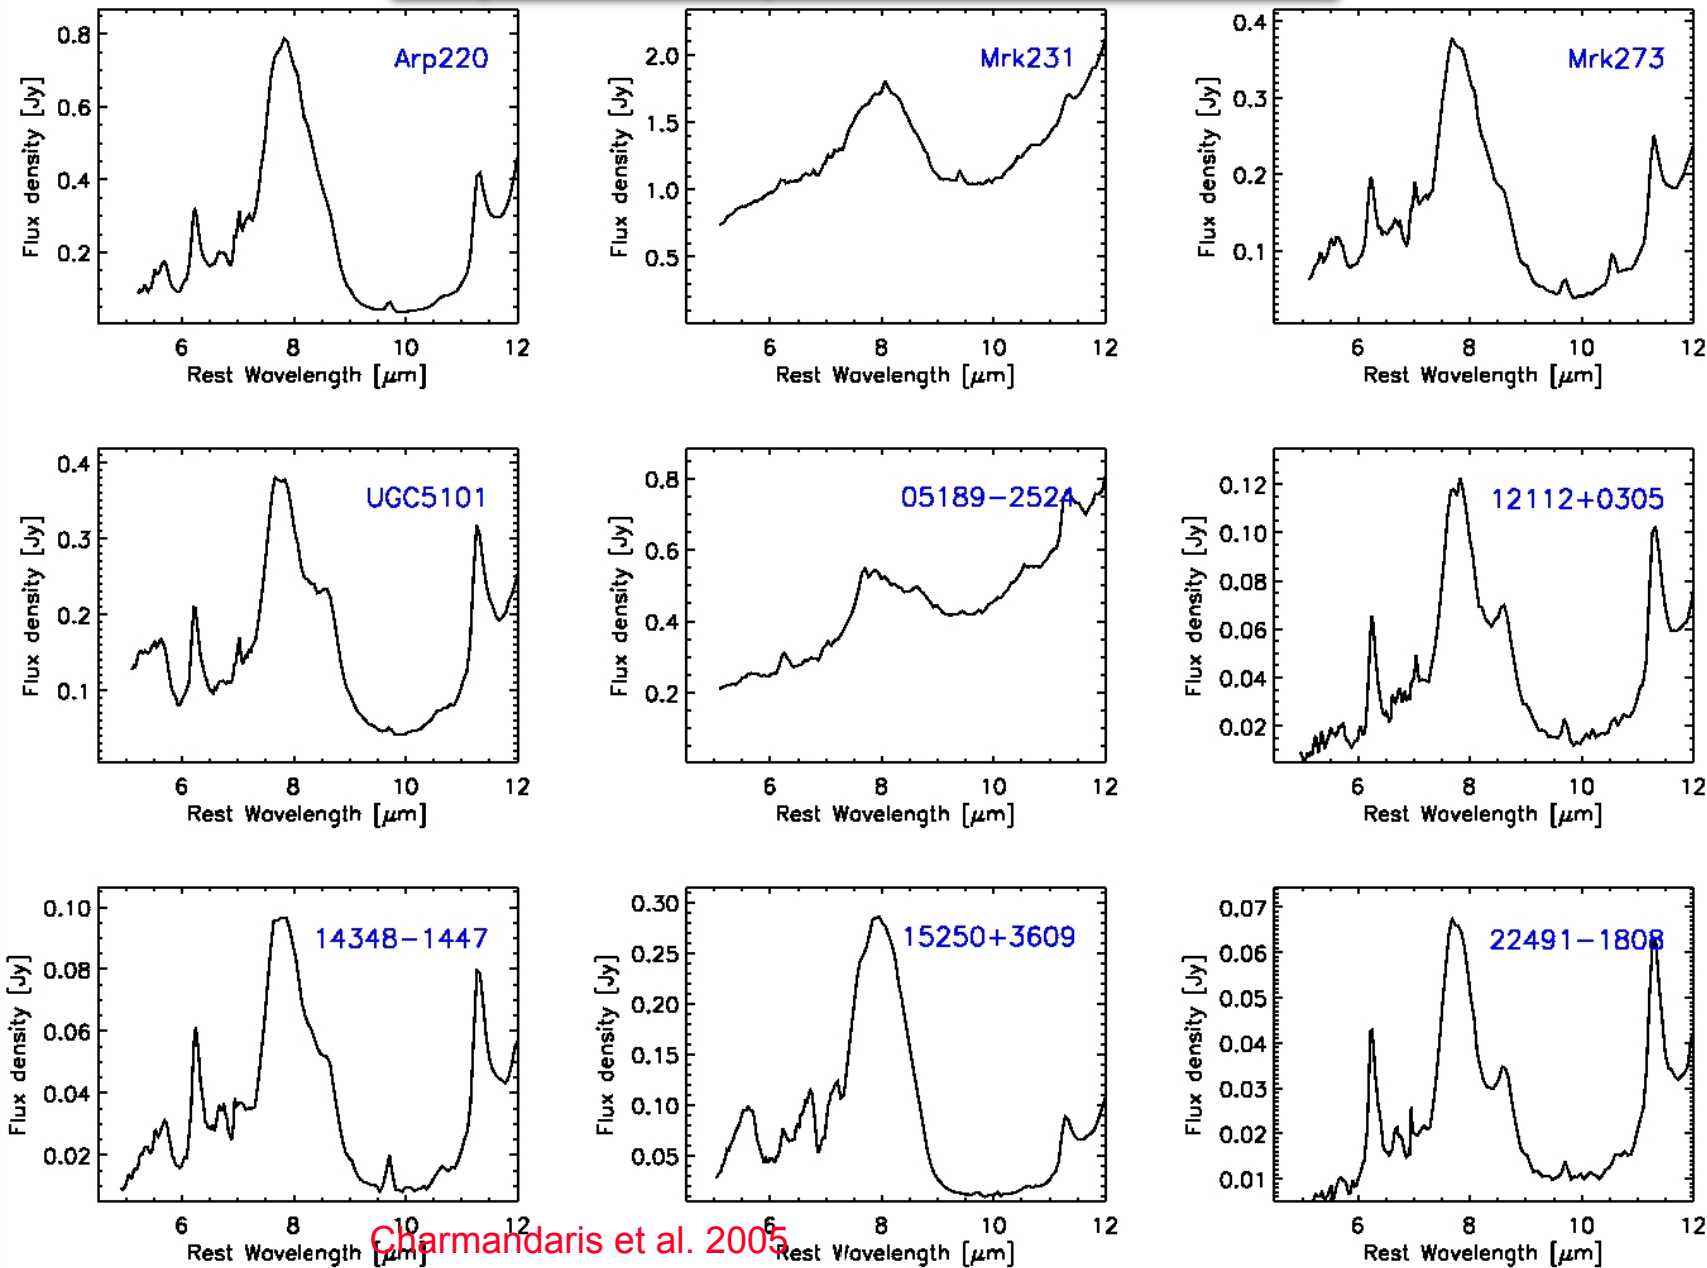 Arp220
0.8
0.6
0.4
0.2
Flux density [Jy]
6 8 10 12
Rest Wavelength [μm]
Mrk231
2.0
1.5
1.0
0.5
Flux density [Jy]
6 8 10 12
Rest Wavelength [μm]
Mrk273
0.4
0.3
0.2
0.1
Flux density [Jy]
6 8 10 12
Rest Wavelength [μm]
UGC5101
0.4
0.3
0.2
0.1
Flux density [Jy]
6 8 10 12
Rest Wavelength [μm]
05189-2524
0.8
0.6
0.4
0.2
Flux density [Jy]
6 8 10 12
Rest Wavelength [μm]
12112+0305
0.12
0.10
0.08
0.06
0.04
0.02
Flux density [Jy]
6 8 10 12
Rest Wavelength [μm]
14348-1447
0.10
0.08
0.06
0.04
0.02
Flux density [Jy]
6 8 10 12
Rest Wavelength [μm]
15250+3609
0.30
0.25
0.20
0.15
0.10
0.05
Flux density [Jy]
6 8 10 12
Rest Wavelength [μm]
22491-1808
0.07
0.06
0.05
0.04
0.03
0.02
0.01
Flux density [Jy]
6 8 10 12
Rest Wavelength [μm]
Charmandaris et al. 2005